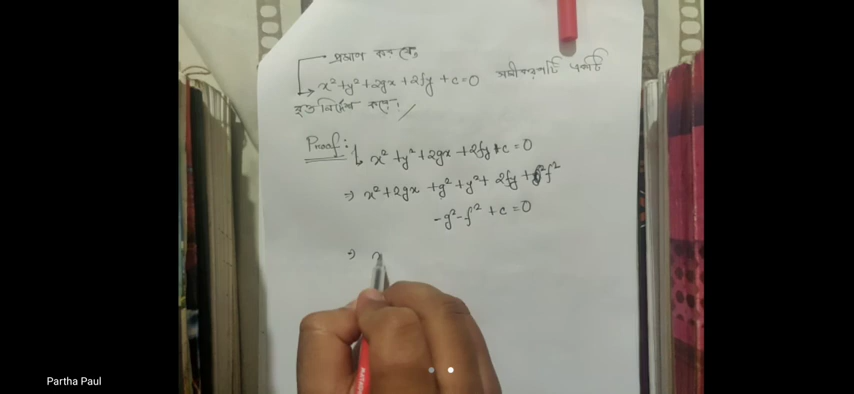 প্রমাণ কর যে,
x²+y²+2gx+2fy+c=0 সমীকরণটি একটি
বৃত্ত নির্দেশ করে।
Proof:
x²+y²+2gx+2fy+c=0
⇒ x²+2gx+g²+y²+2fy+f²
-g²-f²+c=0
⇒ x
Partha Paul